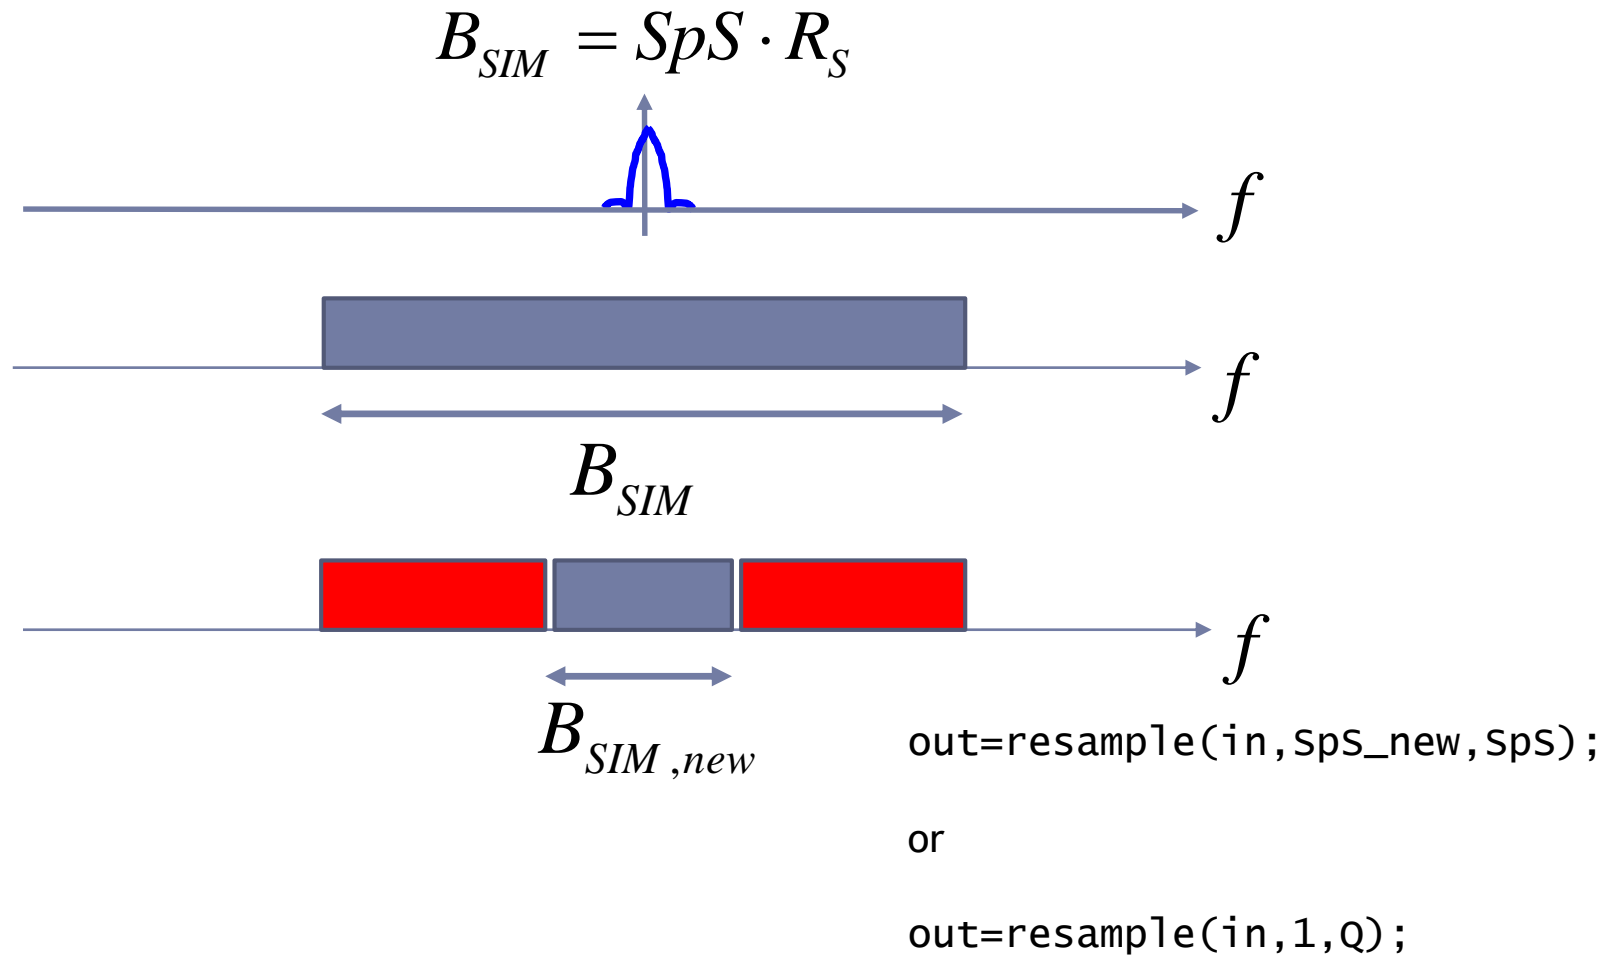 B_SIM = SpS · R_S
f
f
B_SIM
f
B_SIM ,new
out=resample(in,SpS_new,SpS);
or
out=resample(in,1,Q);